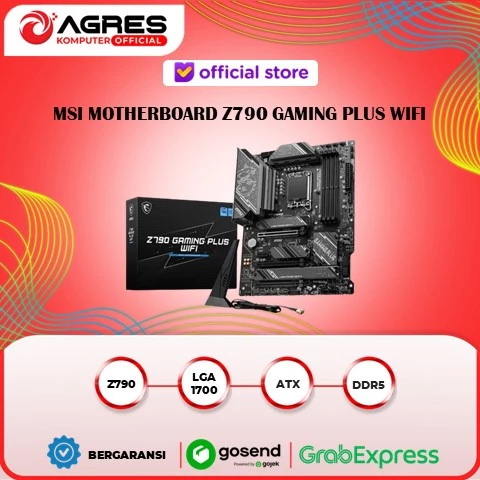 AGRES
KOMPUTER OFFICIAL
official store
MSI MOTHERBOARD Z790 GAMING PLUS WIFI
Z790 GAMING PLUS
WIFI
Z790
LGA
1700
ATX
DDR5
BERGARANSI
gosend
Powered by gojek
GrabExpress